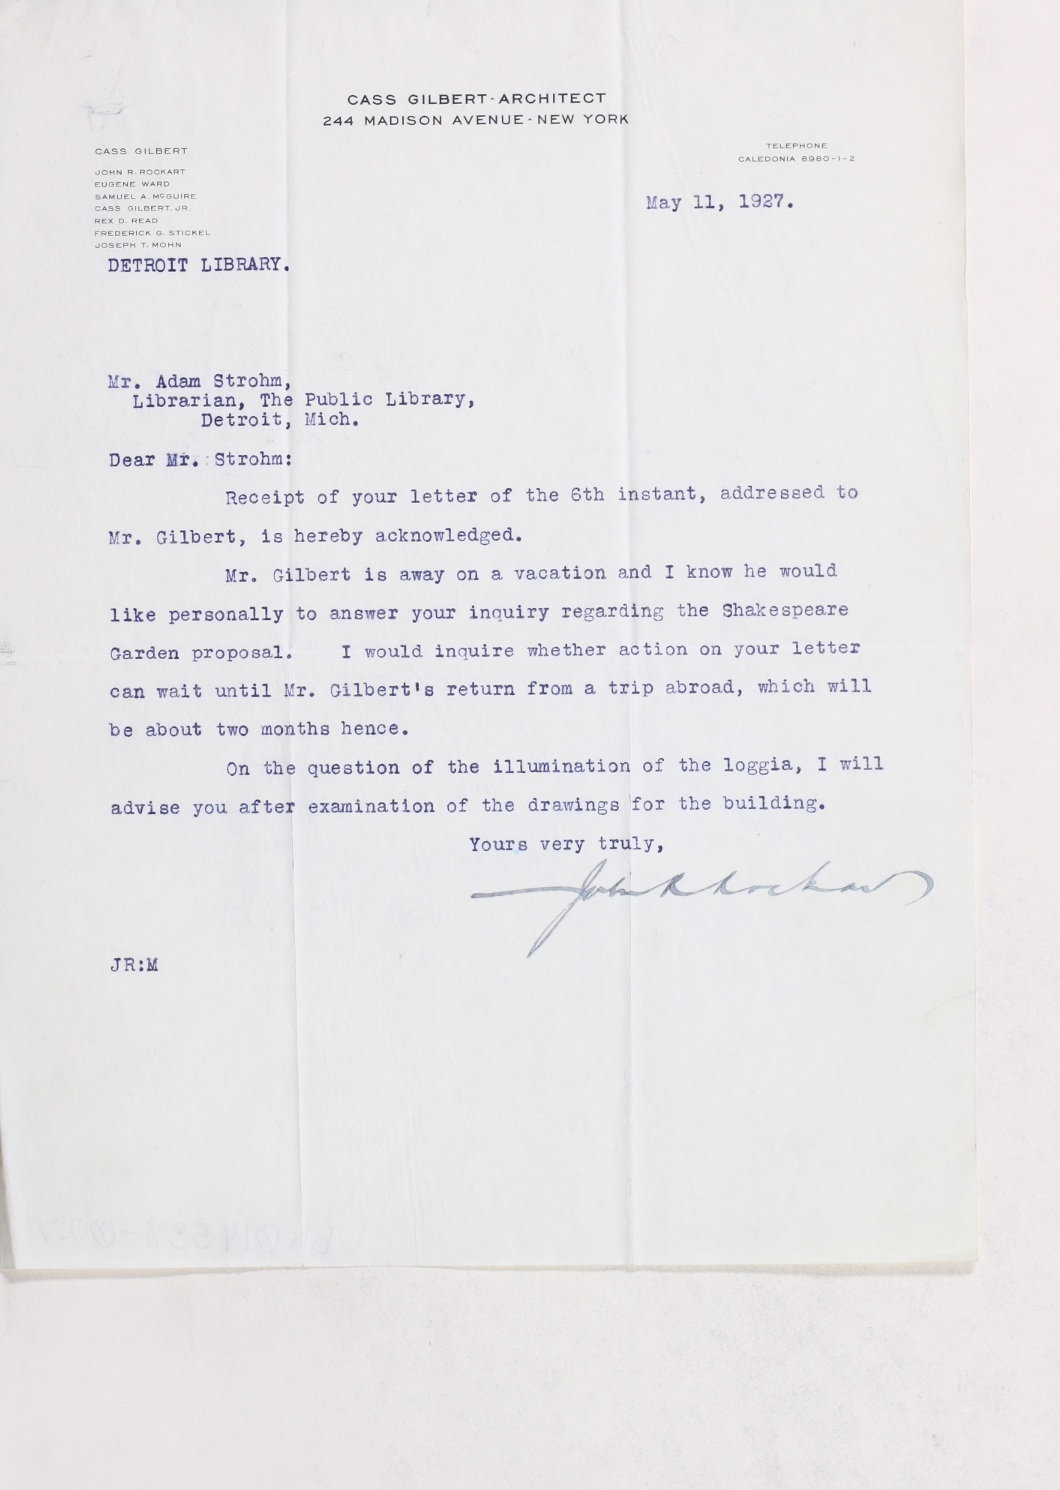 CASS GILBERT-ARCHITECT
244 MADISON AVENUE-NEW YORK
TELEPHONE
CALEDONIA 8980-1-2
CASS GILBERT
JOHN R. ROCKART
EUGENE WARD
SAMUEL A. McGUIRE
CASS GILBERT, JR.
REX D. READ
FREDERICK G. STICKEL
JOSEPH T. MOHN
May 11, 1927.
DETROIT LIBRARY.
Mr. Adam Strohm,
Librarian, The Public Library,
Detroit, Mich.
Dear Mr. Strohm:
Receipt of your letter of the 6th instant, addressed to
Mr. Gilbert, is hereby acknowledged.
Mr. Gilbert is away on a vacation and I know he would
like personally to answer your inquiry regarding the Shakespeare
Garden proposal. I would inquire whether action on your letter
can wait until Mr. Gilbert's return from a trip abroad, which will
be about two months hence.
On the question of the illumination of the loggia, I will
advise you after examination of the drawings for the building.
Yours very truly,
John R Rockart
JR:M